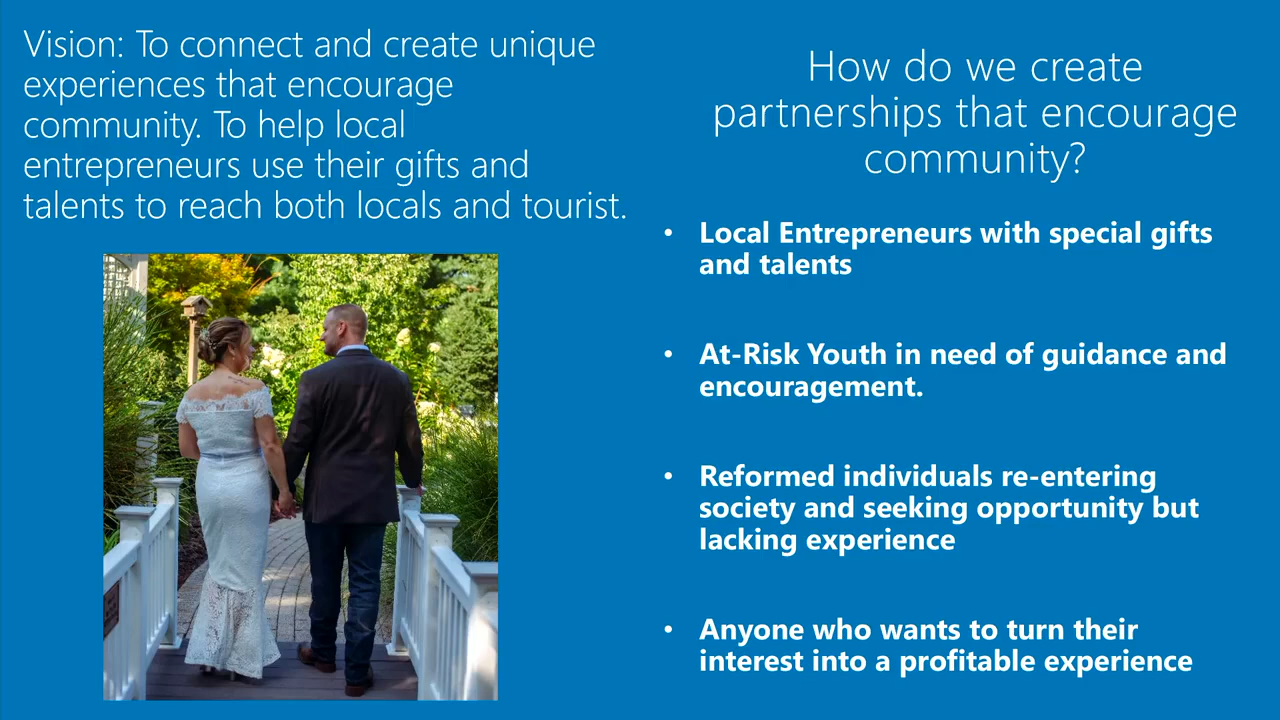 Vision: To connect and create unique
experiences that encourage
community. To help local
entrepreneurs use their gifts and
talents to reach both locals and tourist.
How do we create
partnerships that encourage
community?
• Local Entrepreneurs with special gifts
and talents
• At-Risk Youth in need of guidance and
encouragement.
• Reformed individuals re-entering
society and seeking opportunity but
lacking experience
• Anyone who wants to turn their
interest into a profitable experience